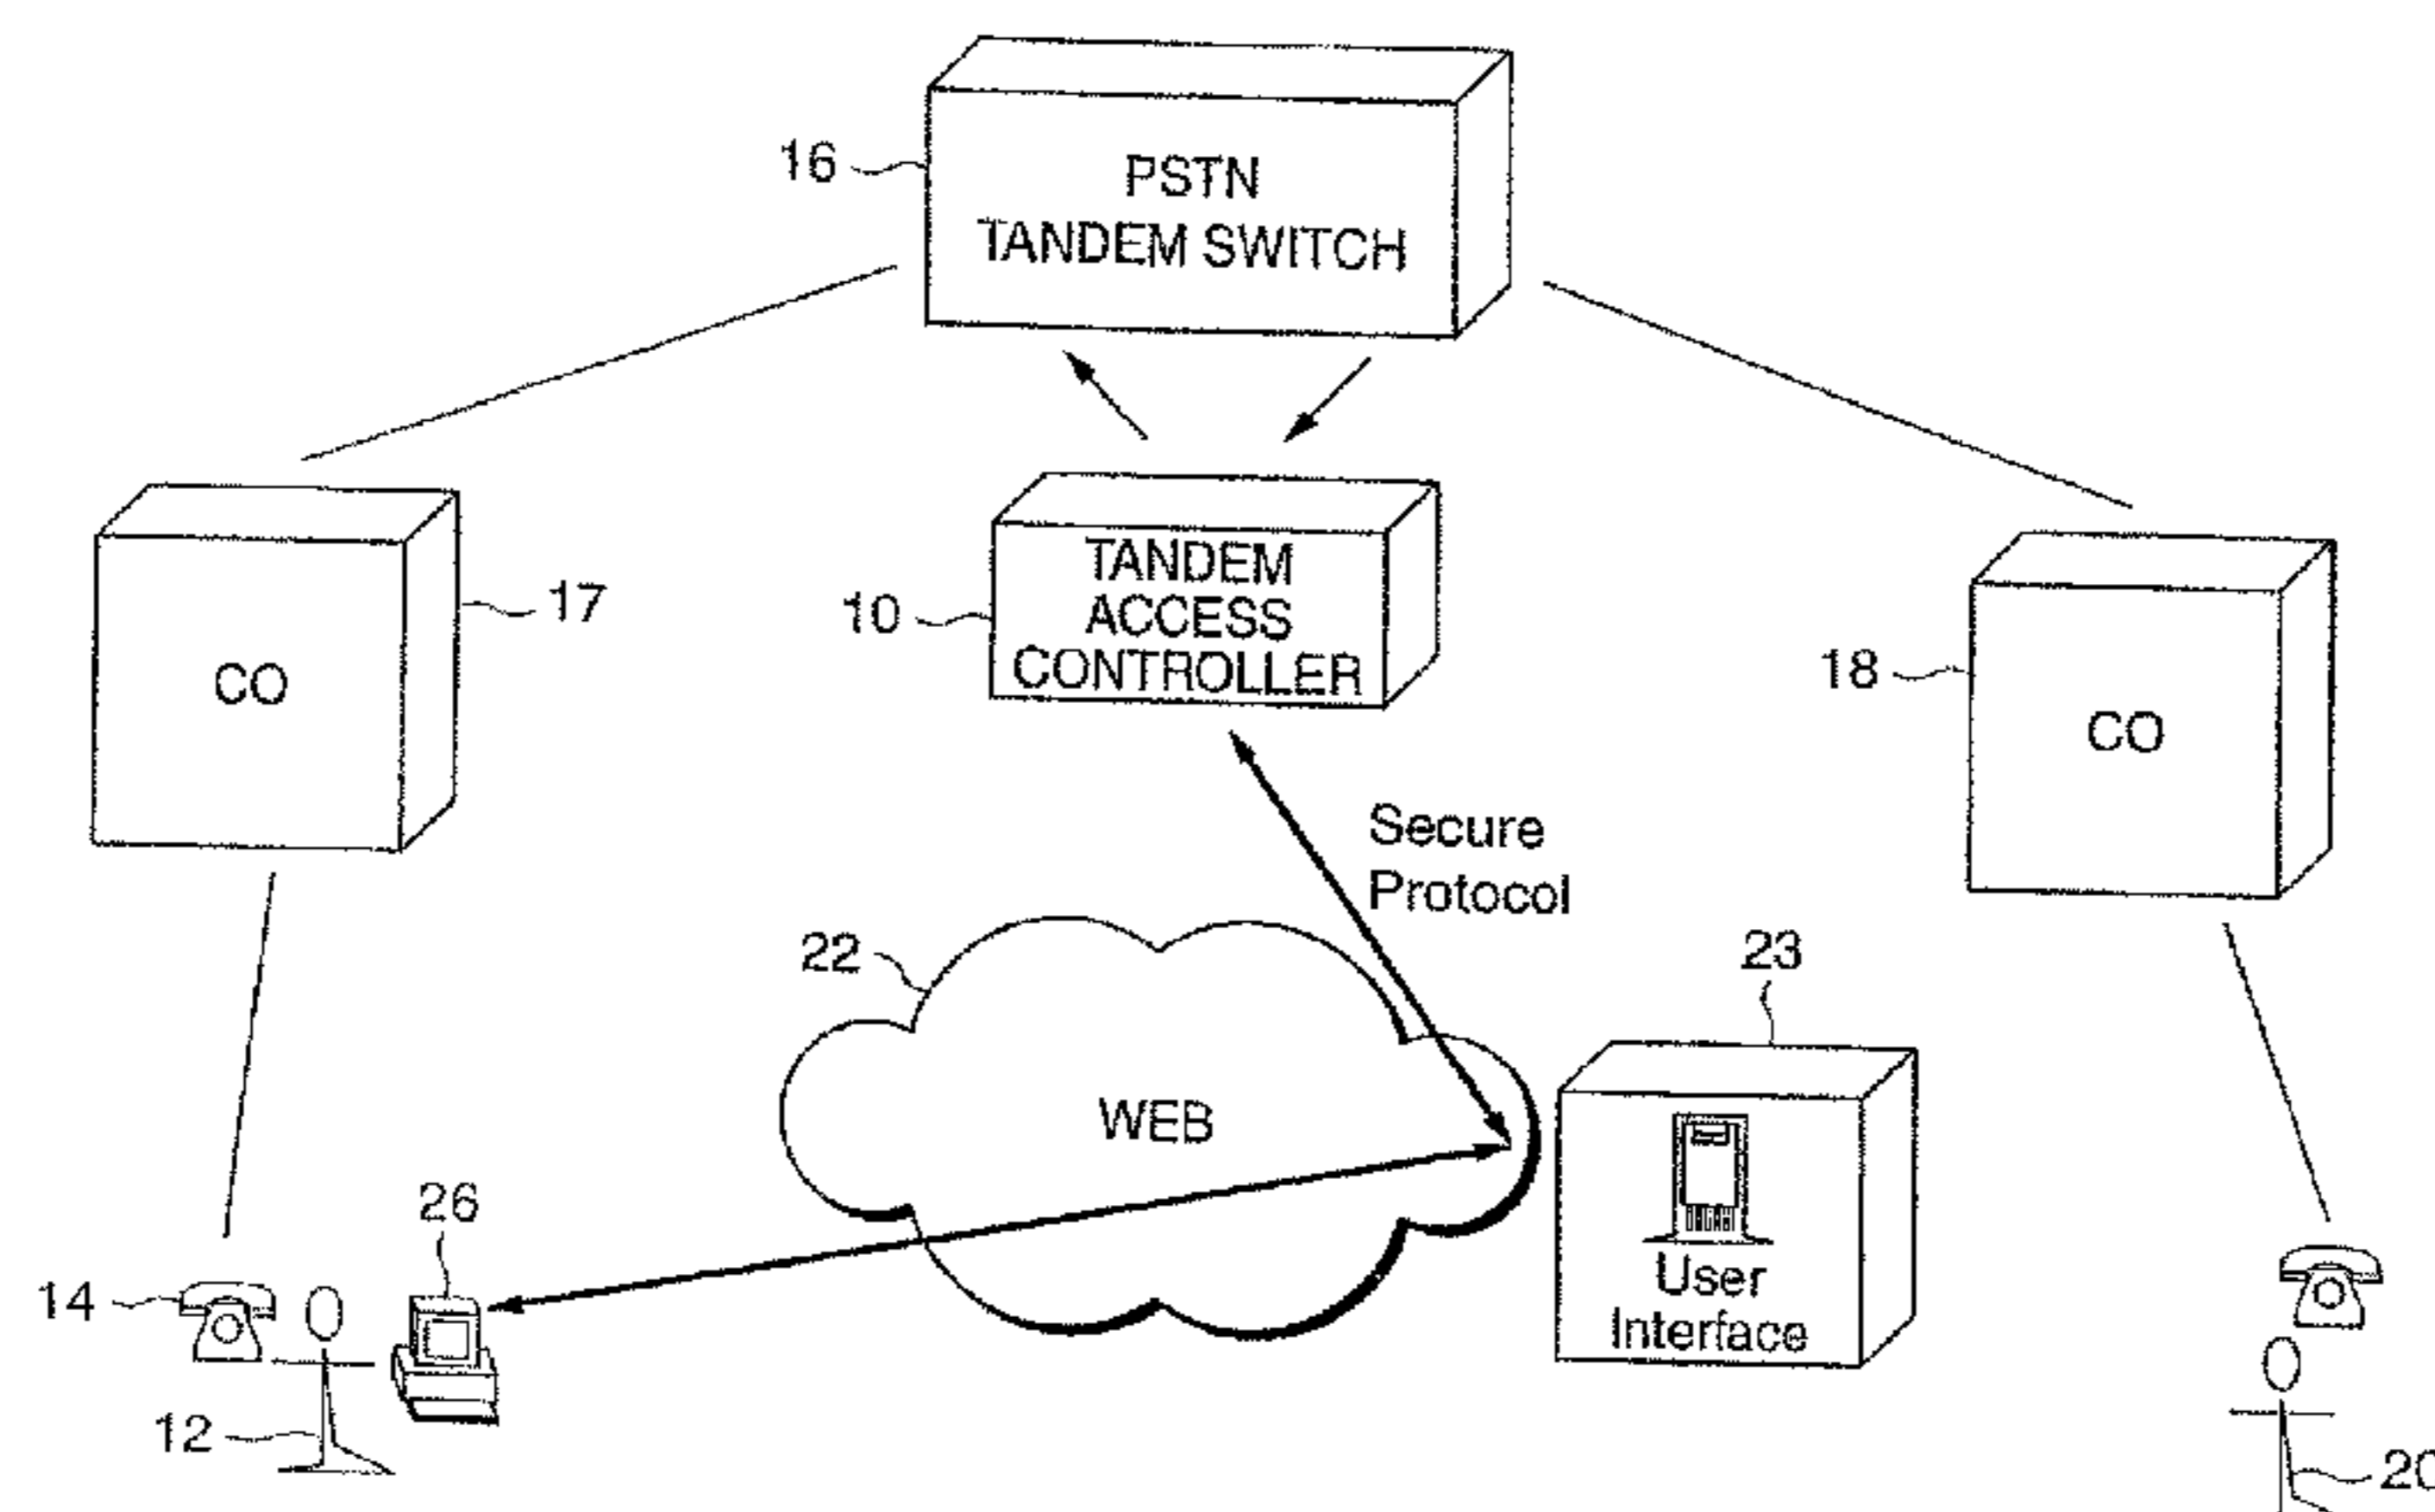 16
PSTN
TANDEM SWITCH
17
CO
10
TANDEM
ACCESS
CONTROLLER
18
CO
Secure
Protocol
22
WEB
23
User
Interface
26
14
12
20